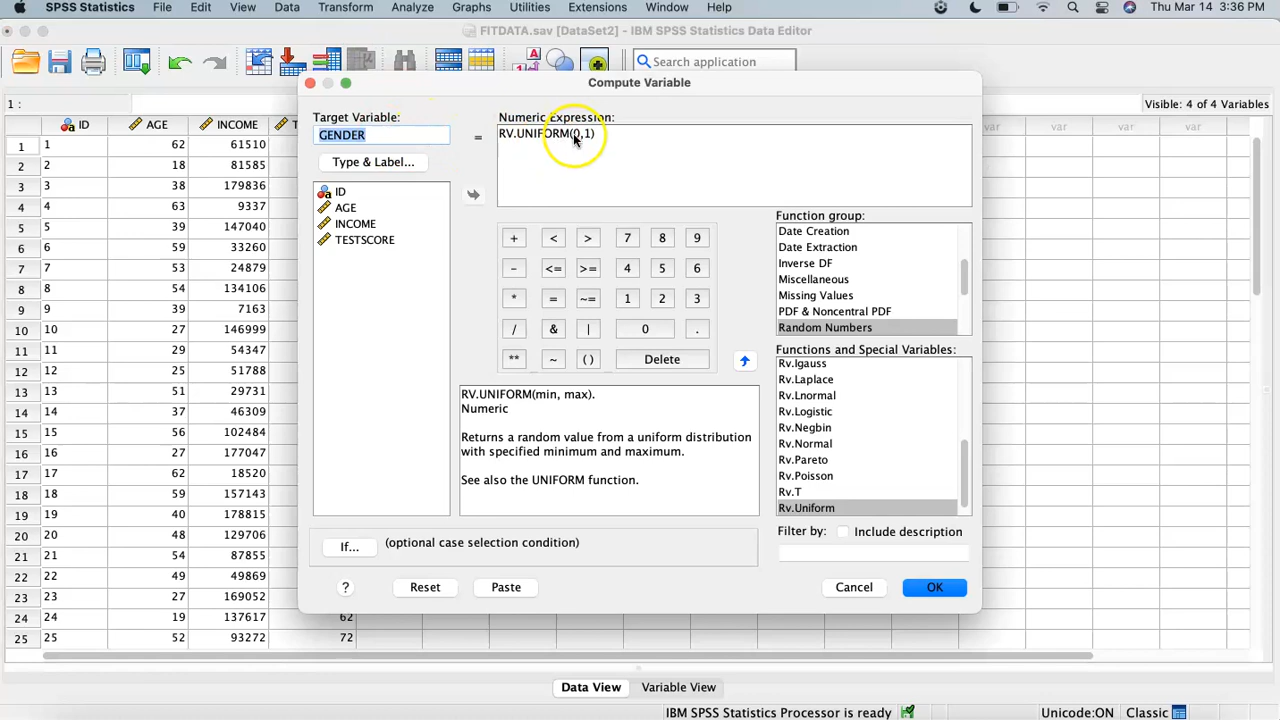 SPSS Statistics File Edit View Data Transform Analyze Graphs Utilities Extensions Window Help Thu Mar 14 3:36 PM
FITDATA.sav [DataSet2] - IBM SPSS Statistics Data Editor
Search application
Compute Variable
1 :
Visible: 4 of 4 Variables
ID AGE INCOME T var var var
1 1 62 61510
2 2 18 81585
3 3 38 179836
4 4 63 9337
5 5 39 147040
6 6 59 33260
7 7 53 24879
8 8 54 134106
9 9 39 7163
10 10 27 146999
11 11 29 54347
12 12 25 51788
13 13 51 29731
14 14 37 46309
15 15 56 102484
16 16 27 177047
17 17 62 18520
18 18 59 157143
19 19 40 178815
20 20 48 129706
21 21 54 87855
22 22 49 49869
23 23 27 169052
24 24 19 137617 62
25 25 52 93272 72
Target Variable:
GENDER
Type & Label...
ID
AGE
INCOME
TESTSCORE
=
Numeric Expression:
RV.UNIFORM(0,1)
+ < > 7 8 9
- <= >= 4 5 6
* = ~= 1 2 3
/ & | 0 .
** ~ () Delete
Function group:
Date Creation
Date Extraction
Inverse DF
Miscellaneous
Missing Values
PDF & Noncentral PDF
Random Numbers
Functions and Special Variables:
Rv.Igauss
Rv.Laplace
Rv.Lnormal
Rv.Logistic
Rv.Negbin
Rv.Normal
Rv.Pareto
Rv.Poisson
Rv.T
Rv.Uniform
RV.UNIFORM(min, max).
Numeric
Returns a random value from a uniform distribution
with specified minimum and maximum.
See also the UNIFORM function.
Filter by: Include description
If... (optional case selection condition)
? Reset Paste Cancel OK
Data View Variable View
IBM SPSS Statistics Processor is ready Unicode:ON Classic